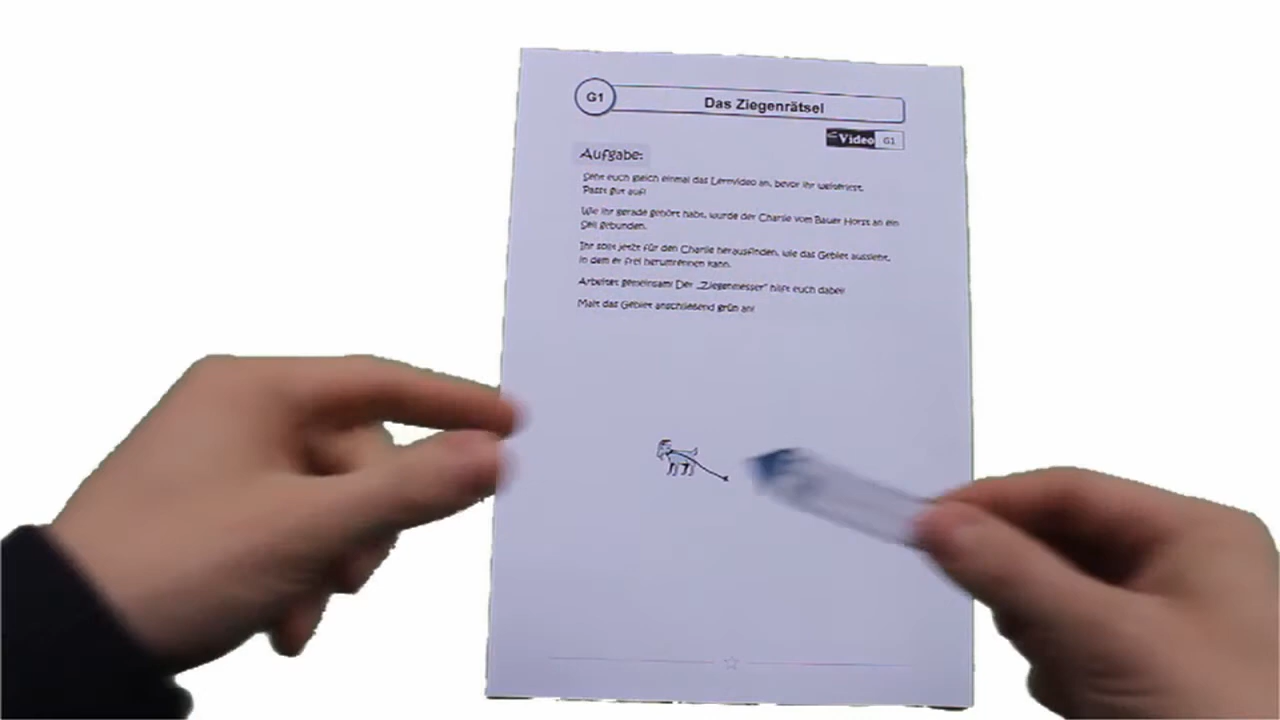 G1
Das Ziegenrätsel
Video G1
Aufgabe:
Seht euch gleich einmal das Lernvideo an, bevor ihr weiterlest.
Passt gut auf!
Wie ihr gerade gehört habt, wurde der Charlie vom Bauer Horst an ein
Seil gebunden.
Ihr sollt jetzt für den Charlie herausfinden, wie das Gebiet aussieht,
in dem er frei herumrennen kann.
Arbeitet gemeinsam! Der „Ziegenmesser" hilft euch dabei!
Malt das Gebiet anschließend grün an!